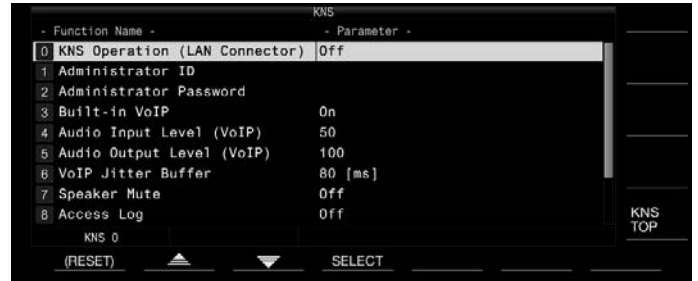 KNS
- Function Name - - Parameter -
0 KNS Operation (LAN Connector) Off
1 Administrator ID
2 Administrator Password
3 Built-in VoIP On
4 Audio Input Level (VoIP) 50
5 Audio Output Level (VoIP) 100
6 VoIP Jitter Buffer 80 [ms]
7 Speaker Mute Off
8 Access Log Off
KNS 0
KNS
TOP
(RESET) SELECT